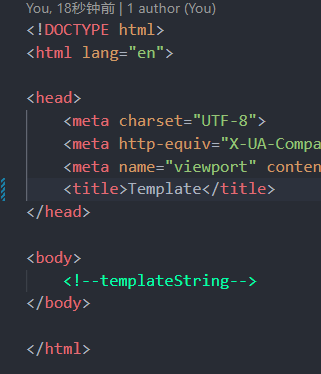 You, 18秒钟前 | 1 author (You)
<!DOCTYPE html>
<html lang="en">
<head>
<meta charset="UTF-8">
<meta http-equiv="X-UA-Compa
<meta name="viewport" conten
<title>Template</title>
</head>
<body>
<!--templateString-->
</body>
</html>